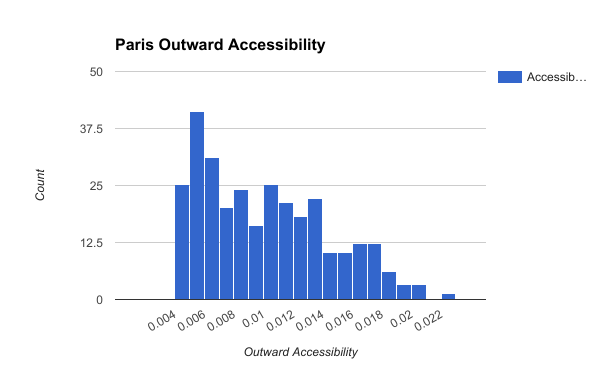 Paris Outward Accessibility
50
37.5
25
12.5
0
Count
0.004 0.006 0.008 0.01 0.012 0.014 0.016 0.018 0.02 0.022
Outward Accessibility
Accessib…